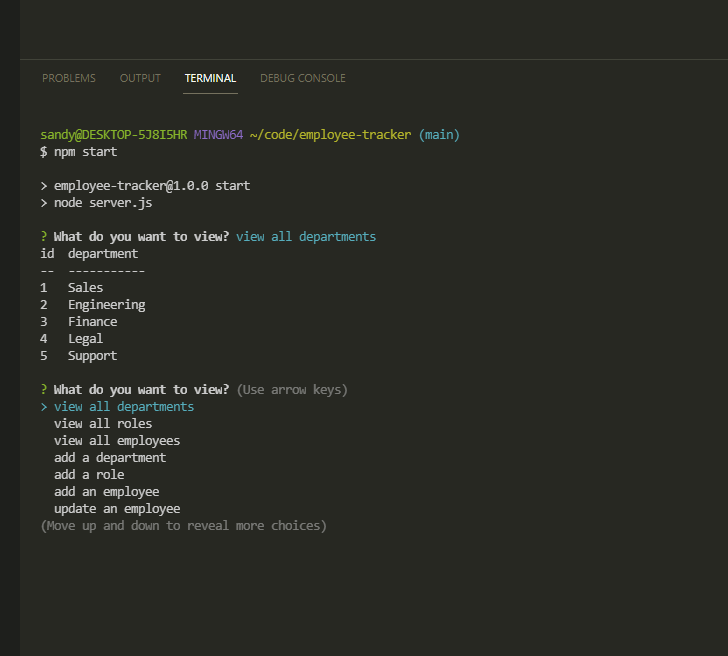 PROBLEMS OUTPUT TERMINAL DEBUG CONSOLE
sandy@DESKTOP-5J8I5HR MINGW64 ~/code/employee-tracker (main)
$ npm start
> employee-tracker@1.0.0 start
> node server.js
? What do you want to view? view all departments
id  department
--  -----------
1   Sales
2   Engineering
3   Finance
4   Legal
5   Support
? What do you want to view? (Use arrow keys)
> view all departments
  view all roles
  view all employees
  add a department
  add a role
  add an employee
  update an employee
(Move up and down to reveal more choices)